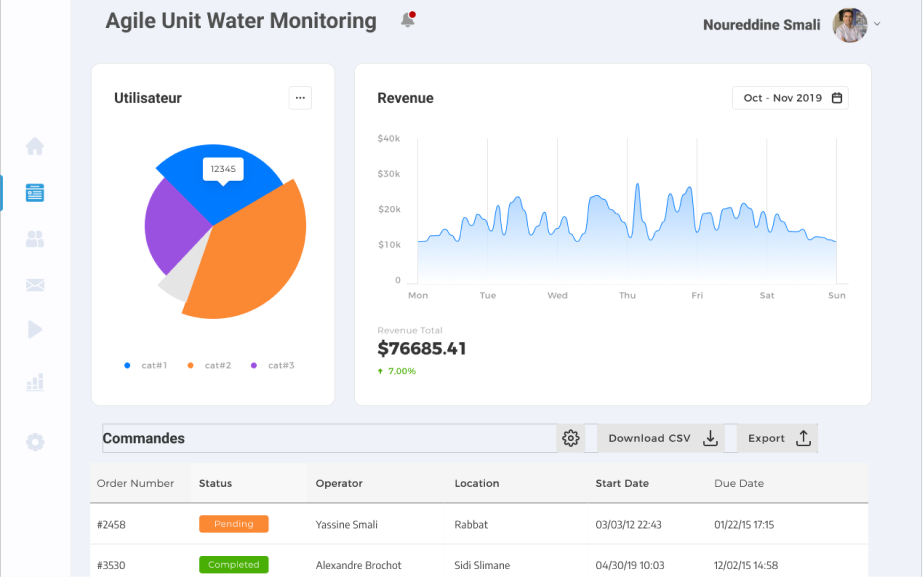 Agile Unit Water Monitoring
Noureddine Smali
Utilisateur
...
12345
cat#1 cat#2 cat#3
Revenue
Oct - Nov 2019
$40k
$30k
$20k
$10k
0
Mon Tue Wed Thu Fri Sat Sun
Revenue Total
$76685.41
7,00%
Commandes
Download CSV
Export
Order Number Status Operator Location Start Date Due Date
#2458 Pending Yassine Smali Rabbat 03/03/12 22:43 01/22/15 17:15
#3530 Completed Alexandre Brochot Sidi Slimane 04/30/19 10:03 12/02/15 14:58